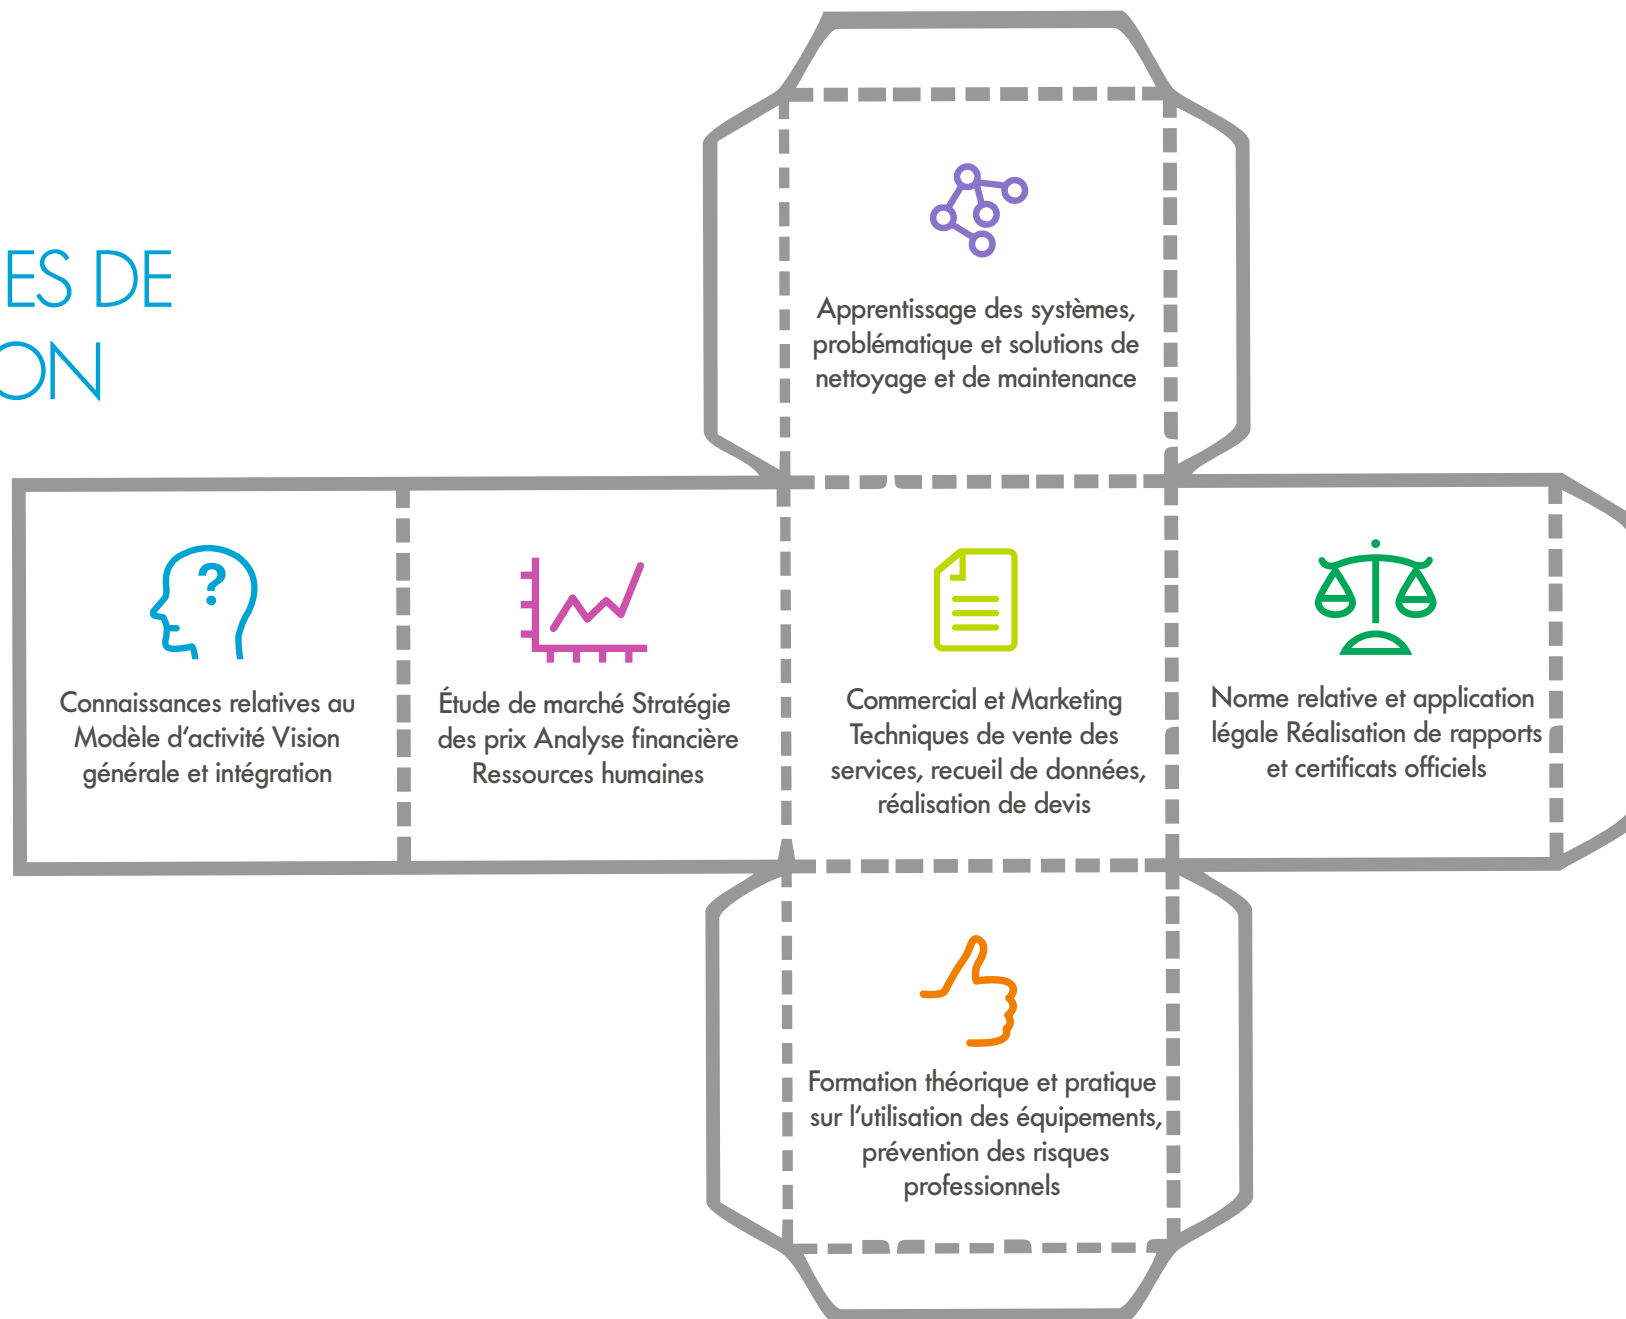 ES DE
ON
Apprentissage des systèmes,
problématique et solutions de
nettoyage et de maintenance
?
Connaissances relatives au
Modèle d'activité Vision
générale et intégration
Étude de marché Stratégie
des prix Analyse financière
Ressources humaines
Commercial et Marketing
Techniques de vente des
services, recueil de données,
réalisation de devis
Norme relative et application
légale Réalisation de rapports
et certificats officiels
Formation théorique et pratique
sur l'utilisation des équipements,
prévention des risques
professionnels